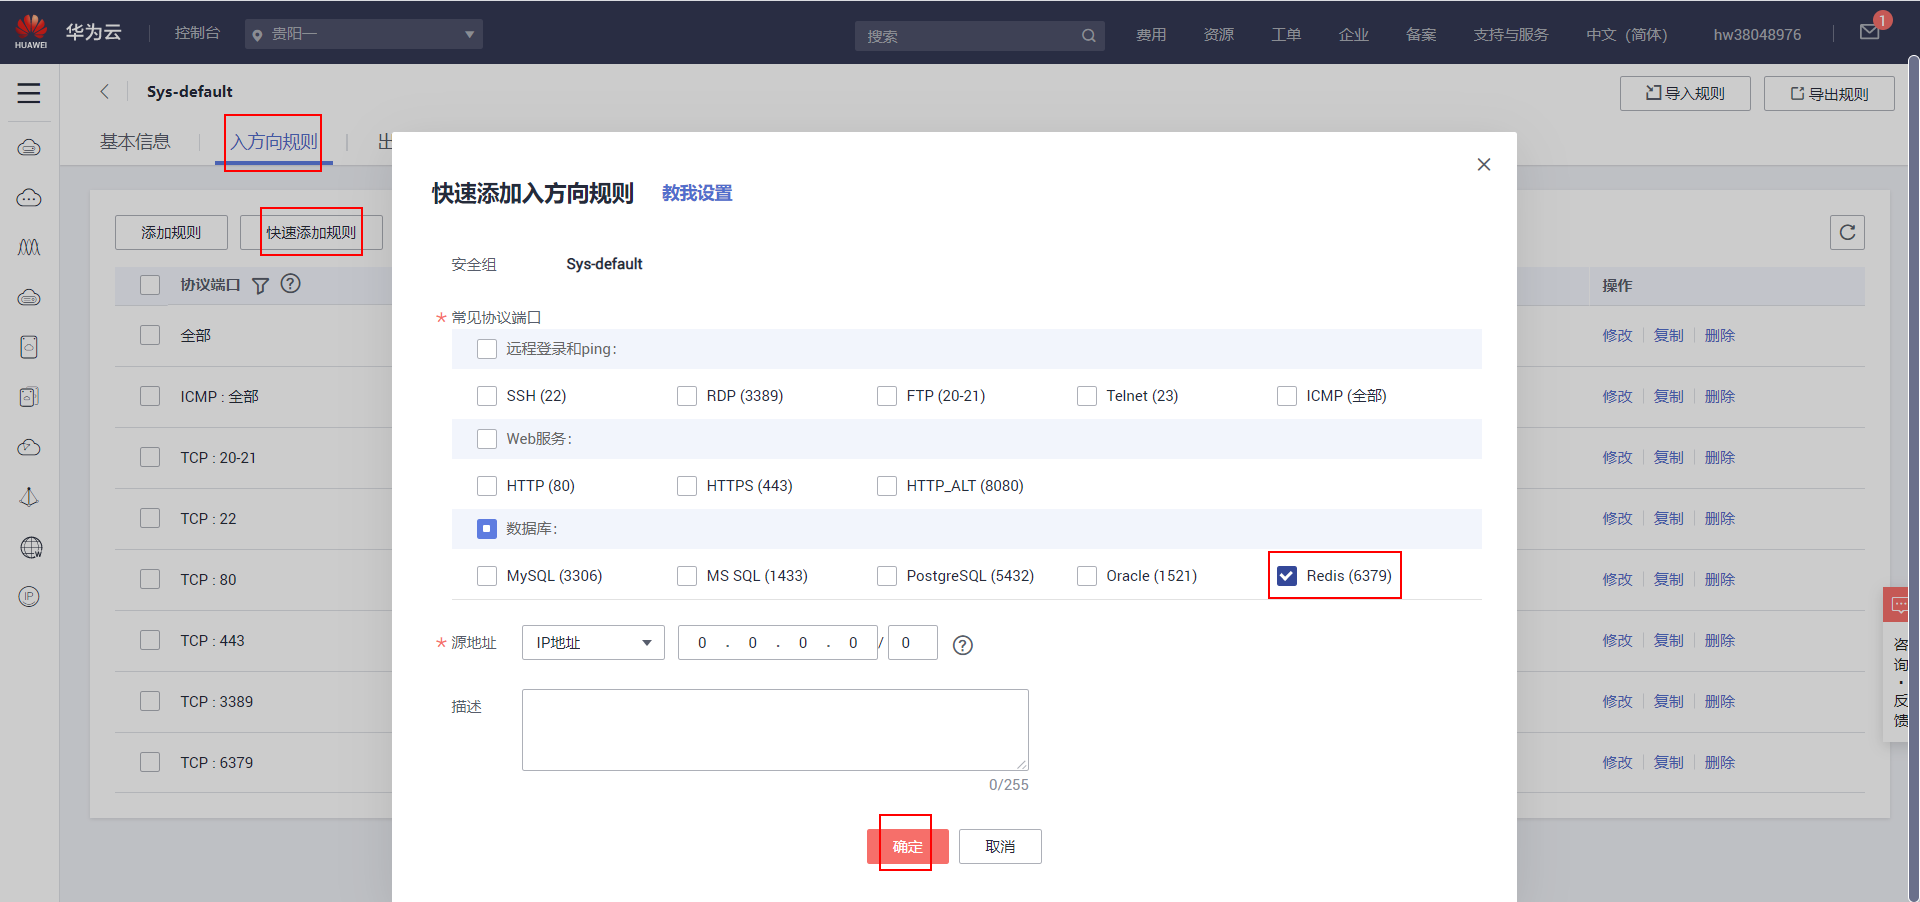 HUAWEI 华为云 控制台 贵阳一 搜索 费用 资源 工单 企业 备案 支持与服务 中文（简体） hw38048976 1
Sys-default 导入规则 导出规则
基本信息 入方向规则 出
快速添加入方向规则 教我设置
添加规则 快速添加规则
安全组 Sys-default
协议端口 ? 操作
* 常见协议端口
全部 修改 复制 删除
远程登录和ping：
ICMP : 全部 SSH (22) RDP (3389) FTP (20-21) Telnet (23) ICMP (全部) 修改 复制 删除
Web服务：
TCP : 20-21 修改 复制 删除
HTTP (80) HTTPS (443) HTTP_ALT (8080)
TCP : 22 修改 复制 删除
数据库：
TCP : 80 MySQL (3306) MS SQL (1433) PostgreSQL (5432) Oracle (1521) Redis (6379) 修改 复制 删除
IP
TCP : 443 * 源地址 IP地址 0 . 0 . 0 . 0 / 0 ? 修改 复制 删除
咨询·反馈
TCP : 3389 描述 修改 复制 删除
TCP : 6379 修改 复制 删除
0/255
确定 取消